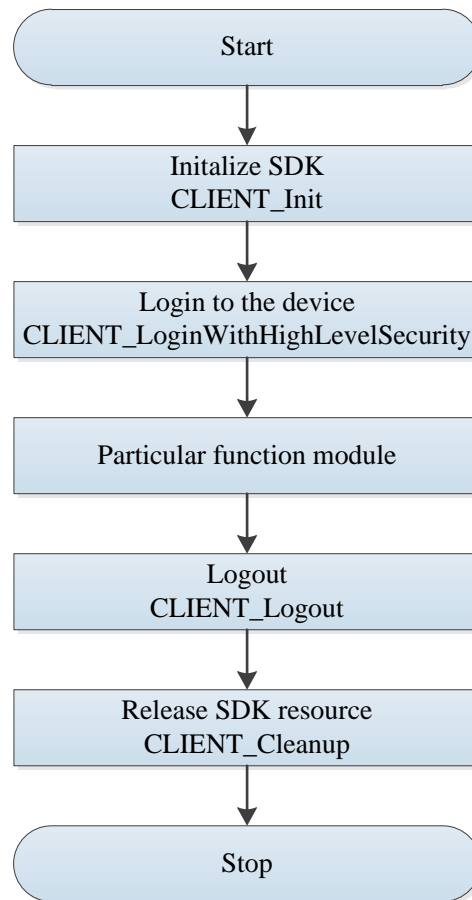 Start
Initalize SDK
CLIENT_Init
Login to the device
CLIENT_LoginWithHighLevelSecurity
Particular function module
Logout
CLIENT_Logout
Release SDK resource
CLIENT_Cleanup
Stop